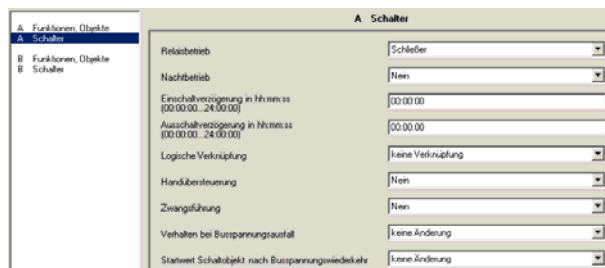 A Funktionen, Objekte
A Schalter
B Funktionen, Objekte
B Schalter
A Schalter
Relaisbetrieb Schließer
Nachtbetrieb Nein
Einschaltverzögerung in hh:mm:ss
(00:00:00...24:00:00) 00:00:00
Ausschaltverzögerung in hh:mm:ss
(00:00:00...24:00:00) 00:00:00
Logische Verknüpfung keine Verknüpfung
Handübersteuerung Nein
Zwangsführung Nein
Verhalten bei Busspannungsausfall keine Änderung
Startwert Schaltobjekt nach Busspannungswiederkehr keine Änderung